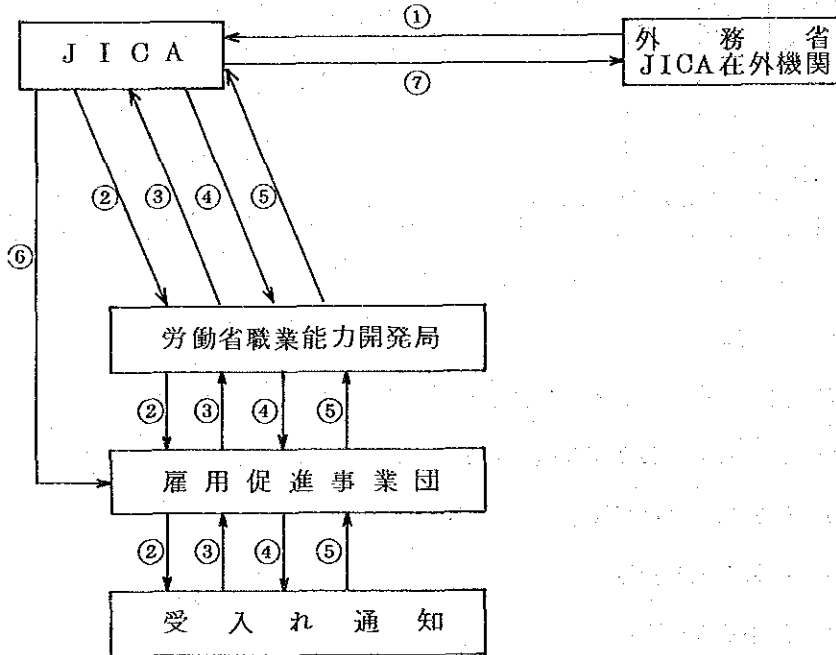 ①
JICA
外務省
JICA在外機関
⑦
② ③ ④ ⑤
⑥
労働省職業能力開発局
② ③ ④ ⑤
雇用促進事業団
② ③ ④ ⑤
受入れ通知